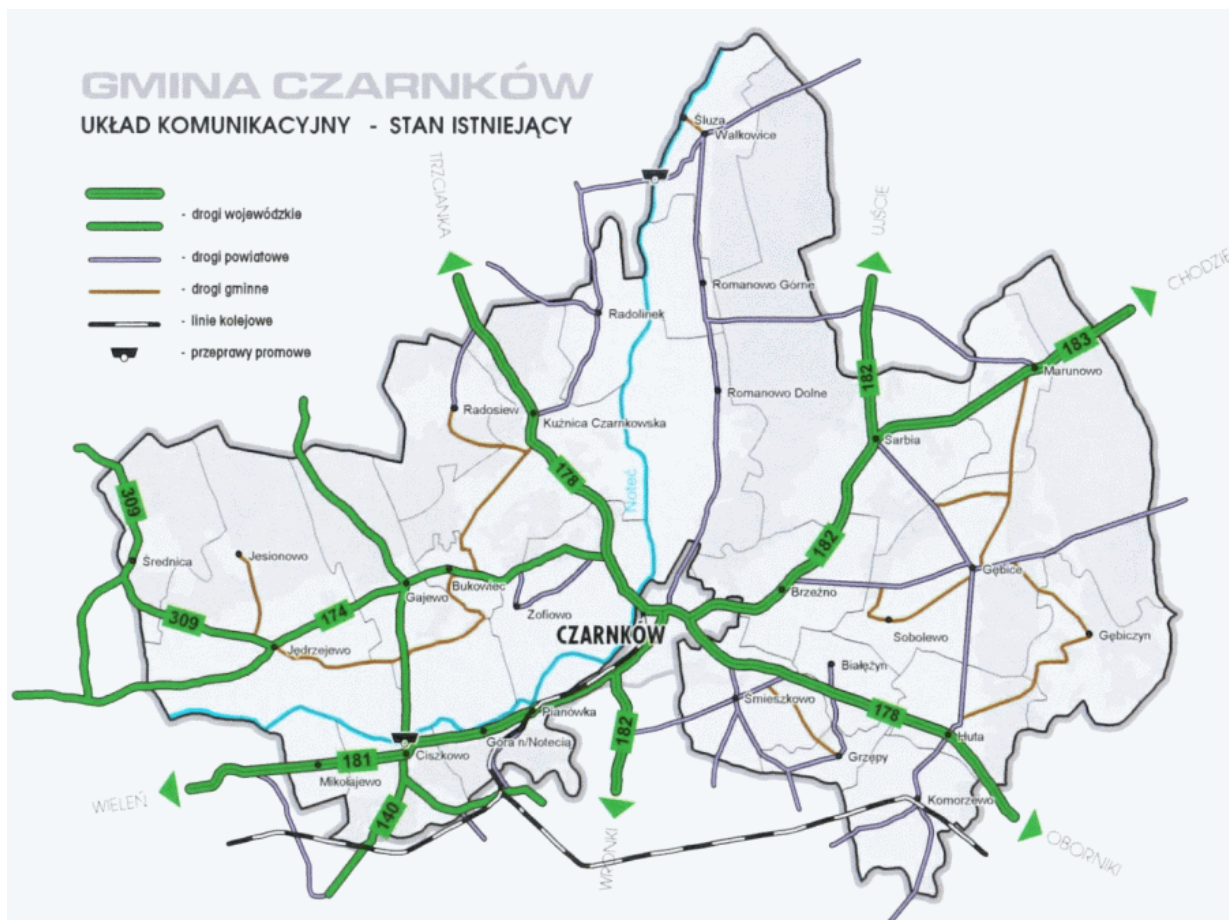 GMINA CZARNKÓW
UKŁAD KOMUNIKACYJNY - STAN ISTNIEJĄCY
- drogi wojewódzkie
- drogi powiatowe
- drogi gminne
- linie kolejowe
- przeprawy promowe
TRZCIANKA
UJŚCIE
CHODZIE
Śluza
Walkowice
Romanowo Górne
Radolinek
183
Marunowo
182
Romanowo Dolne
Radosiew
Kuźnica Czarnkowska
Sarbia
178
Noteć
309
182
Średnica
Jesionowo
Gajewo
Bukowiec
Gębice
Brzeźno
Zofiowo
174
309
CZARNKÓW
Sobolewo
Gębiczyn
Jędrzejewo
Białężyn
Śmieszkowo
Pianówka
178
182
Góra n/Notecią
Huta
Ciszkowo
Grzępy
181
Mikołajewo
WIELEŃ
Komorzewo
140
WRONKI
OBORNIKI